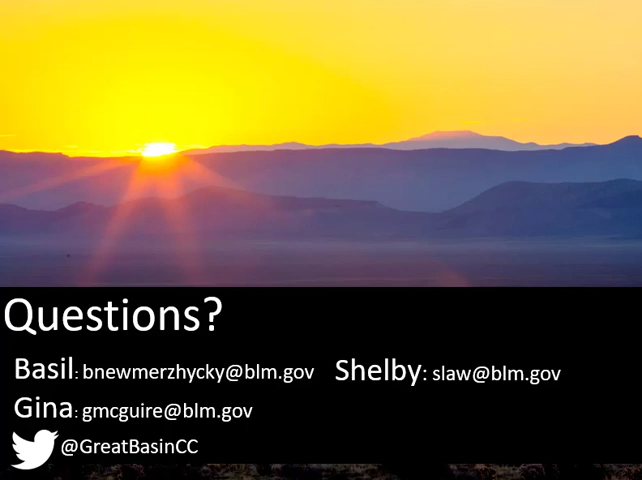 Questions?
Basil: bnewmerzhycky@blm.gov Shelby: slaw@blm.gov
Gina: gmcguire@blm.gov
@GreatBasinCC